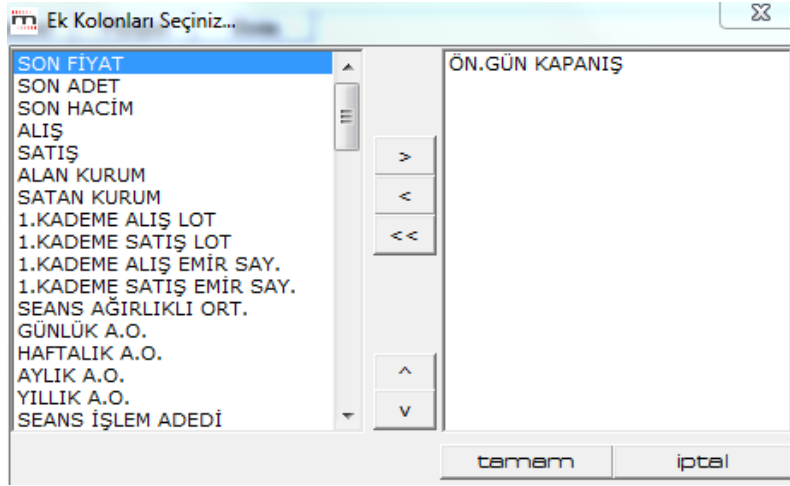 Ek Kolonları Seçiniz...
SON FİYAT
SON ADET
SON HACİM
ALIŞ
SATIŞ
ALAN KURUM
SATAN KURUM
1.KADEME ALIŞ LOT
1.KADEME SATIŞ LOT
1.KADEME ALIŞ EMİR SAY.
1.KADEME SATIŞ EMİR SAY.
SEANS AĞIRLIKLI ORT.
GÜNLÜK A.O.
HAFTALIK A.O.
AYLIK A.O.
YILLIK A.O.
SEANS İŞLEM ADEDİ
>
<
<<
^
v
ÖN.GÜN KAPANIŞ
tamam
iptal